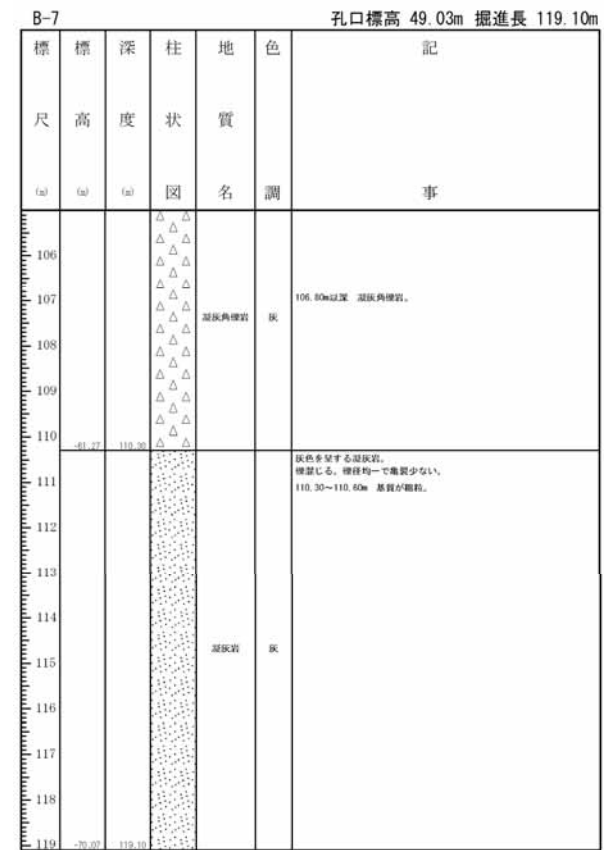 B-7
孔口標高 49.03m 掘進長 119.10m
標尺(m)
標高(m)
深度(m)
柱状図
地質名
色調
記事
106
107
106.80m以深 凝灰角礫岩。
凝灰角礫岩 灰
108
109
110
-61.27 110.30
灰色を呈する凝灰岩。
礫混じる。礫径均一で亀裂少ない。
111
110.30～110.60m 基質が細粒。
112
113
114
凝灰岩 灰
115
116
117
118
119
-70.07 119.10